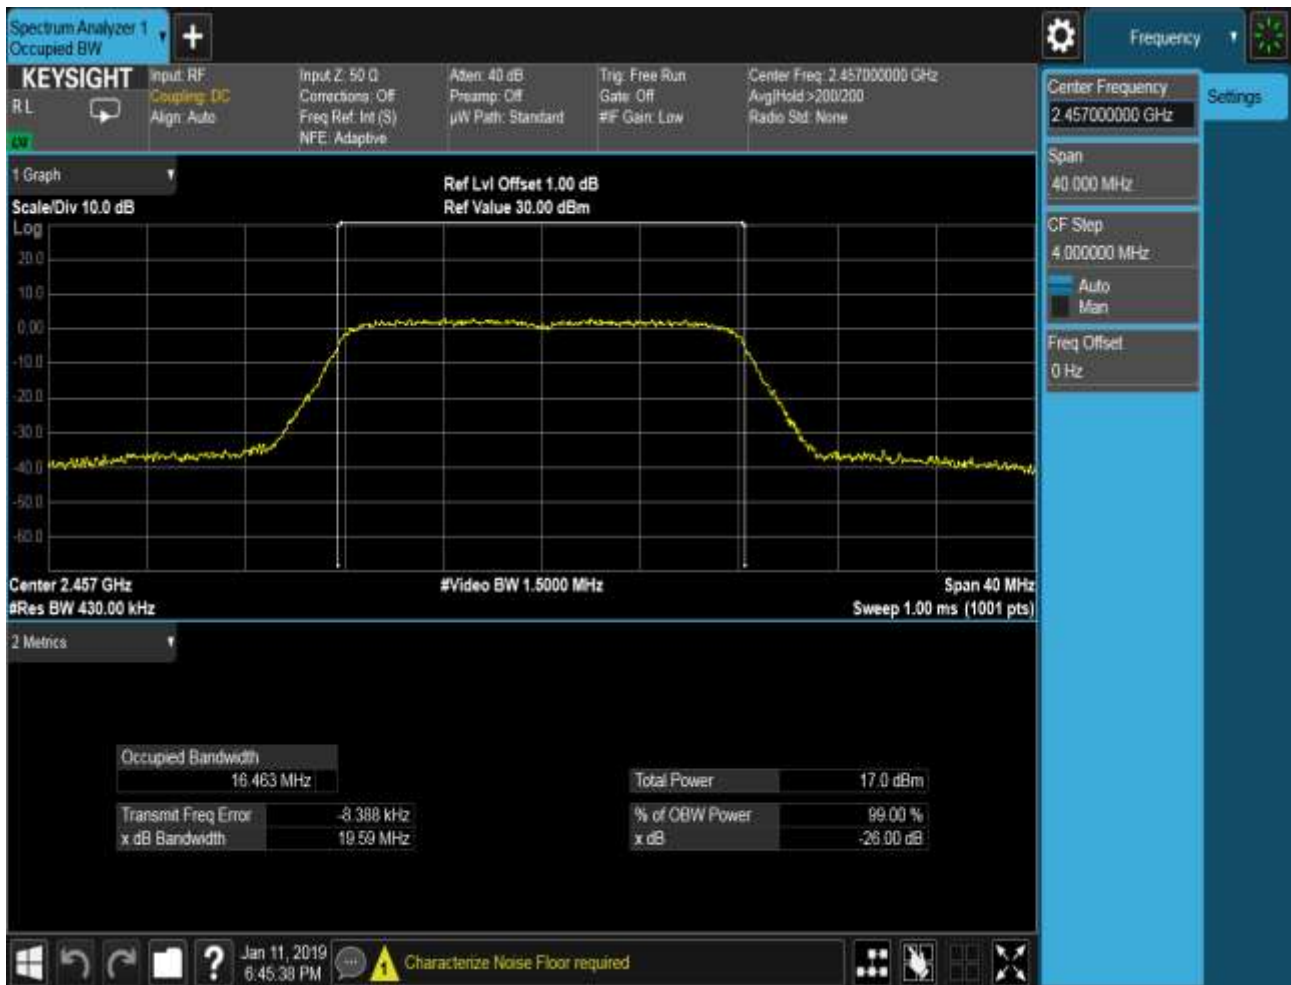 Spectrum Analyzer 1
Occupied BW
Frequency
KEYSIGHT
R L
Input: RF
Coupling: DC
Align: Auto
Input Z: 50 Ω
Corrections: Off
Freq Ref: Int (S)
NFE: Adaptive
Atten: 40 dB
Preamp: Off
µW Path: Standard
Trig: Free Run
Gate: Off
#IF Gain: Low
Center Freq: 2.457000000 GHz
Avg|Hold >200/200
Radio Std: None
Center Frequency
2.457000000 GHz
Settings
Span
40.000 MHz
CF Step
4.000000 MHz
Auto
Man
Freq Offset
0 Hz
1 Graph
Scale/Div 10.0 dB
Ref Lvl Offset 1.00 dB
Ref Value 30.00 dBm
Log
20.0
10.0
0.00
-10.0
-20.0
-30.0
-40.0
-50.0
-60.0
Center 2.457 GHz
#Video BW 1.5000 MHz
Span 40 MHz
#Res BW 430.00 kHz
Sweep 1.00 ms (1001 pts)
2 Metrics
Occupied Bandwidth
16.463 MHz
Total Power 17.0 dBm
Transmit Freq Error -8.388 kHz
% of OBW Power 99.00 %
x dB Bandwidth 19.59 MHz
x dB -26.00 dB
?
Jan 11, 2019
6:45:38 PM
1
Characterize Noise Floor required